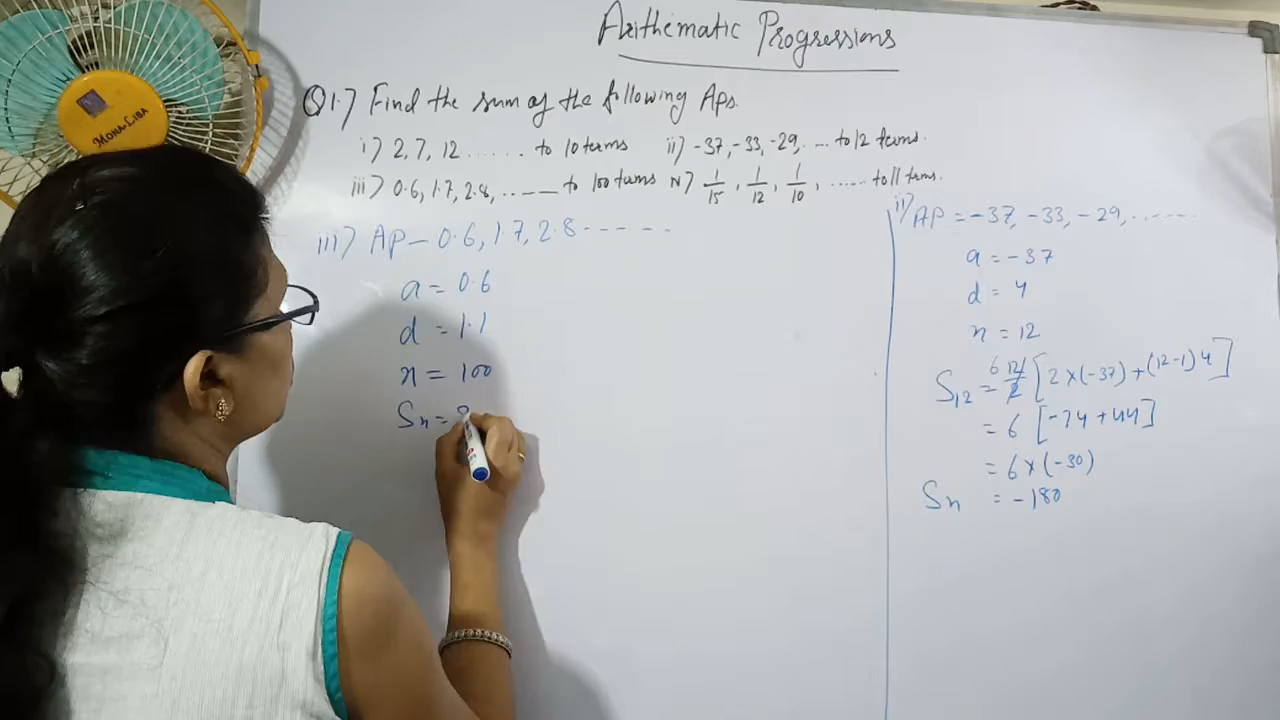 Arithematic Progressions
Q1.7 Find the sum of the following Aps.
i) 2, 7, 12 ....... to 10 terms ii) -37, -33, -29, .... to 12 terms.
iii) 0.6, 1.7, 2.8, ..... to 100 terms iv) 1/15, 1/12, 1/10, ..... to 11 terms.
iii) AP - 0.6, 1.7, 2.8 - - - - -
a = 0.6
d = 1.1
n = 100
Sn =
ii) AP = -37, -33, -29, .......
a = -37
d = 4
n = 12
S12 = 6 12/2 [2 × (-37) + (12-1) 4]
= 6 [-74 + 44]
= 6 × (-30)
Sn = -180
MONA-LISA